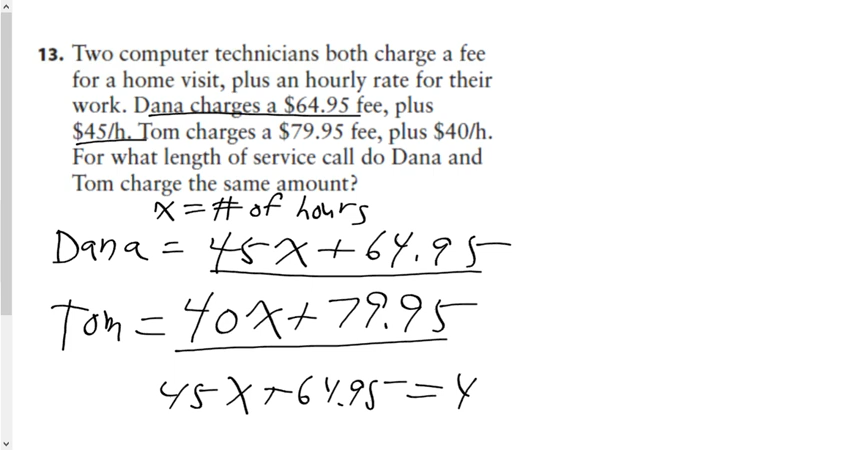 13. Two computer technicians both charge a fee
for a home visit, plus an hourly rate for their
work. Dana charges a $64.95 fee, plus
$45/h. Tom charges a $79.95 fee, plus $40/h.
For what length of service call do Dana and
Tom charge the same amount?
x = # of hours
Dana = 45x + 64.95
Tom = 40x + 79.95
45x + 64.95 = 4